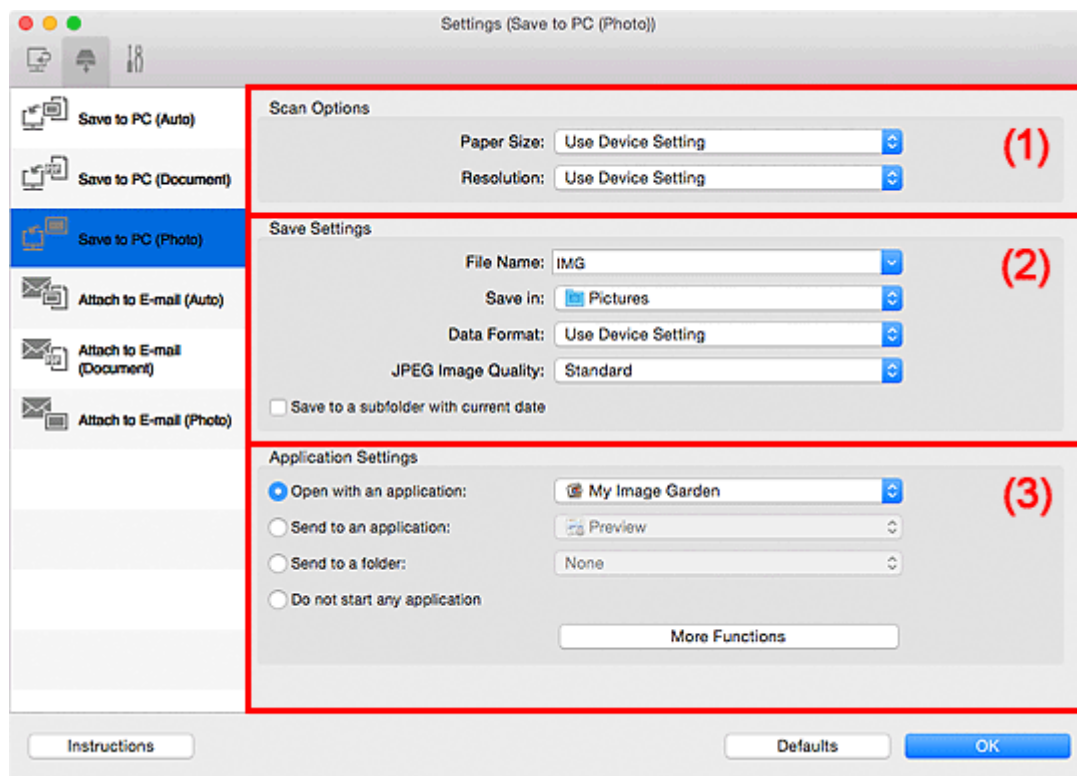 Settings (Save to PC (Photo))
Save to PC (Auto)
Save to PC (Document)
Save to PC (Photo)
Attach to E-mail (Auto)
Attach to E-mail
(Document)
Attach to E-mail (Photo)
Scan Options
(1)
Paper Size: Use Device Setting
Resolution: Use Device Setting
Save Settings
(2)
File Name: IMG
Save in: Pictures
Data Format: Use Device Setting
JPEG Image Quality: Standard
Save to a subfolder with current date
Application Settings
(3)
Open with an application: My Image Garden
Send to an application: Preview
Send to a folder: None
Do not start any application
More Functions
Instructions
Defaults
OK